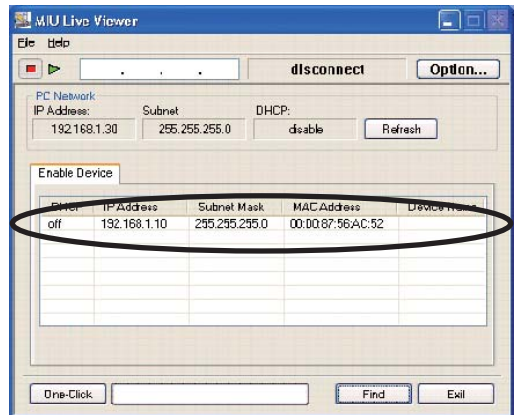 MIU Live Viewer
File Help
. . . disconnect Option...
PC Network
IP Address: Subnet DHCP:
192.168.1.30 255.255.255.0 disable Refresh
Enable Device
DHCP IP Address Subnet Mask MAC Address Device Name
off 192.168.1.10 255.255.255.0 00:00:87:56:AC:52
One-Click Find Exit